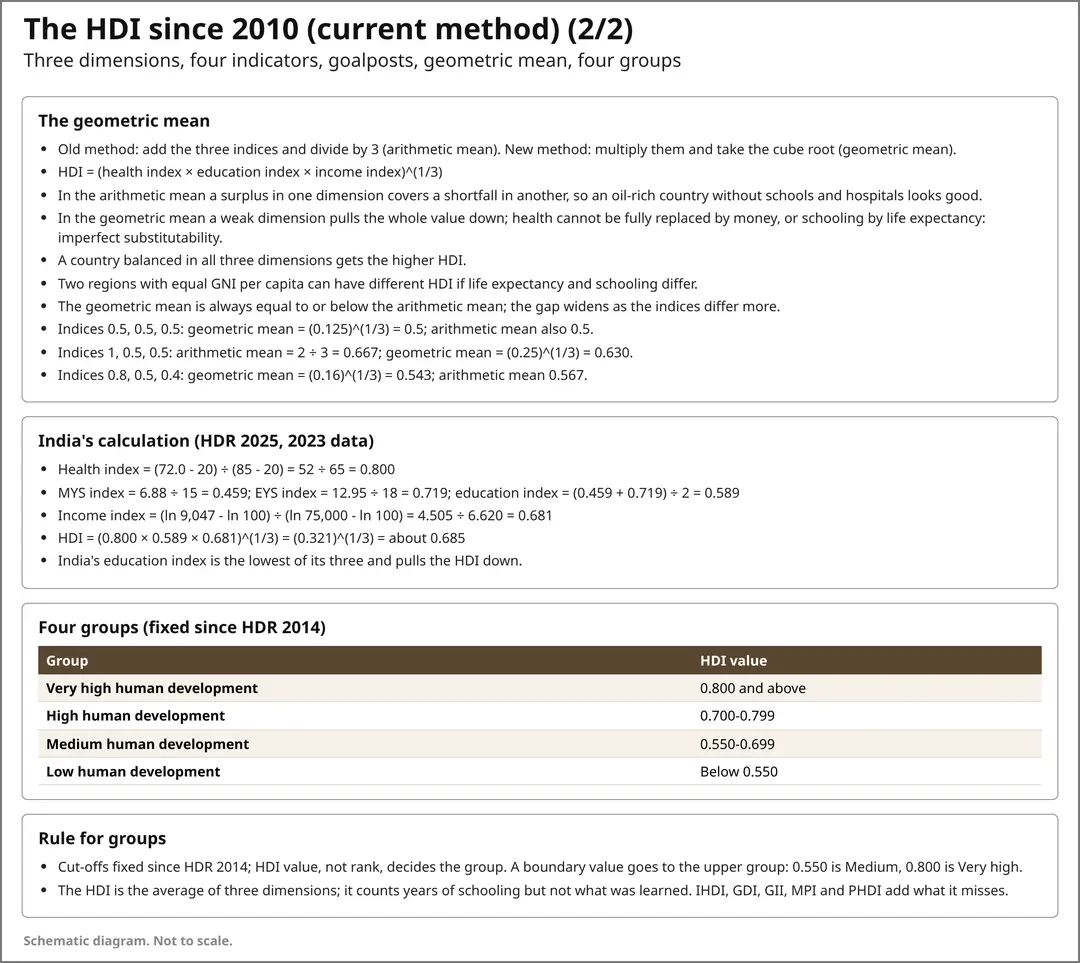 The HDI since 2010 (current method) (2/2)
Three dimensions, four indicators, goalposts, geometric mean, four groups
The geometric mean
• Old method: add the three indices and divide by 3 (arithmetic mean). New method: multiply them and take the cube root (geometric mean).
• HDI = (health index × education index × income index)^(1/3)
• In the arithmetic mean a surplus in one dimension covers a shortfall in another, so an oil-rich country without schools and hospitals looks good.
• In the geometric mean a weak dimension pulls the whole value down; health cannot be fully replaced by money, or schooling by life expectancy:
imperfect substitutability.
• A country balanced in all three dimensions gets the higher HDI.
• Two regions with equal GNI per capita can have different HDI if life expectancy and schooling differ.
• The geometric mean is always equal to or below the arithmetic mean; the gap widens as the indices differ more.
• Indices 0.5, 0.5, 0.5: geometric mean = (0.125)^(1/3) = 0.5; arithmetic mean also 0.5.
• Indices 1, 0.5, 0.5: arithmetic mean = 2 ÷ 3 = 0.667; geometric mean = (0.25)^(1/3) = 0.630.
• Indices 0.8, 0.5, 0.4: geometric mean = (0.16)^(1/3) = 0.543; arithmetic mean 0.567.
India's calculation (HDR 2025, 2023 data)
• Health index = (72.0 - 20) ÷ (85 - 20) = 52 ÷ 65 = 0.800
• MYS index = 6.88 ÷ 15 = 0.459; EYS index = 12.95 ÷ 18 = 0.719; education index = (0.459 + 0.719) ÷ 2 = 0.589
• Income index = (ln 9,047 - ln 100) ÷ (ln 75,000 - ln 100) = 4.505 ÷ 6.620 = 0.681
• HDI = (0.800 × 0.589 × 0.681)^(1/3) = (0.321)^(1/3) = about 0.685
• India's education index is the lowest of its three and pulls the HDI down.
Four groups (fixed since HDR 2014)
Group HDI value
Very high human development 0.800 and above
High human development 0.700-0.799
Medium human development 0.550-0.699
Low human development Below 0.550
Rule for groups
• Cut-offs fixed since HDR 2014; HDI value, not rank, decides the group. A boundary value goes to the upper group: 0.550 is Medium, 0.800 is Very high.
• The HDI is the average of three dimensions; it counts years of schooling but not what was learned. IHDI, GDI, GII, MPI and PHDI add what it misses.
Schematic diagram. Not to scale.